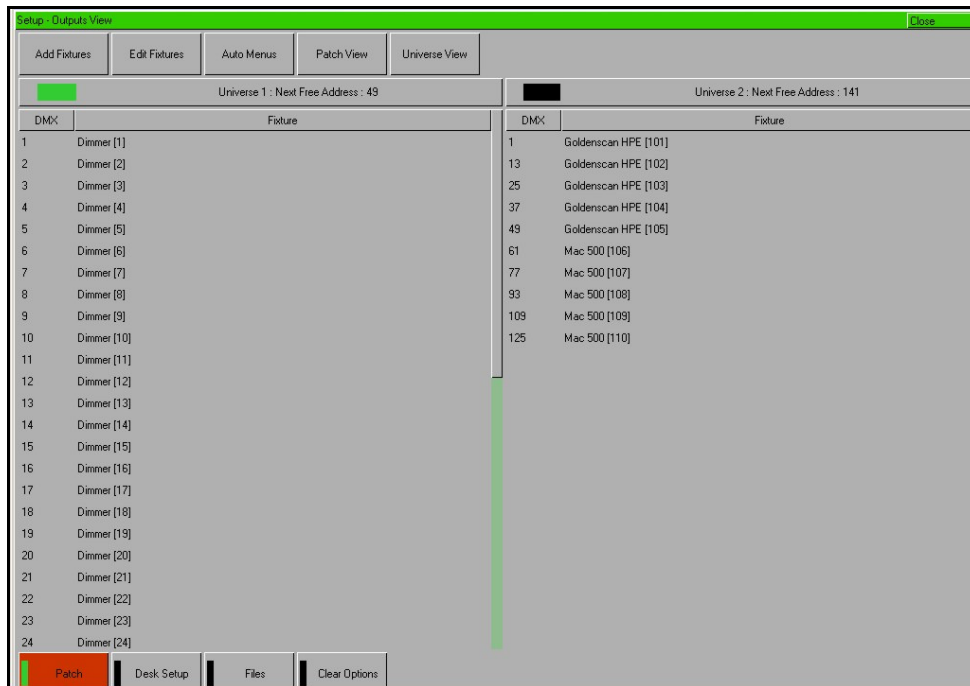 Setup - Outputs View Close
Add Fixtures Edit Fixtures Auto Menus Patch View Universe View
Universe 1 : Next Free Address : 49 Universe 2 : Next Free Address : 141
DMX Fixture DMX Fixture
1 Dimmer [1] 1 Goldenscan HPE [101]
2 Dimmer [2] 13 Goldenscan HPE [102]
3 Dimmer [3] 25 Goldenscan HPE [103]
4 Dimmer [4] 37 Goldenscan HPE [104]
5 Dimmer [5] 49 Goldenscan HPE [105]
6 Dimmer [6] 61 Mac 500 [106]
7 Dimmer [7] 77 Mac 500 [107]
8 Dimmer [8] 93 Mac 500 [108]
9 Dimmer [9] 109 Mac 500 [109]
10 Dimmer [10] 125 Mac 500 [110]
11 Dimmer [11]
12 Dimmer [12]
13 Dimmer [13]
14 Dimmer [14]
15 Dimmer [15]
16 Dimmer [16]
17 Dimmer [17]
18 Dimmer [18]
19 Dimmer [19]
20 Dimmer [20]
21 Dimmer [21]
22 Dimmer [22]
23 Dimmer [23]
24 Dimmer [24]
Patch Desk Setup Files Clear Options